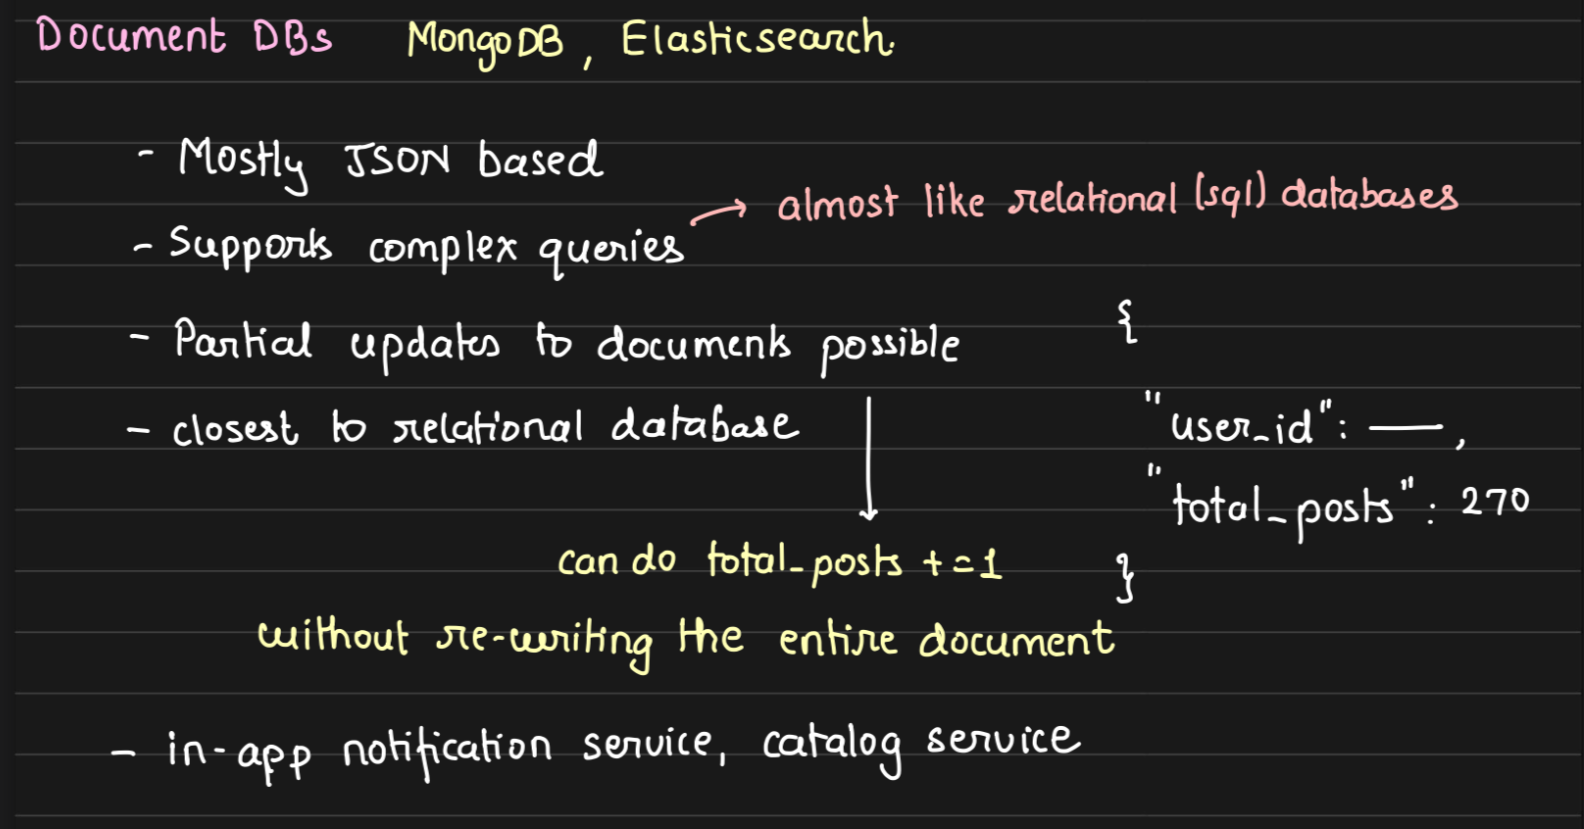 Document DBs MongoDB, Elasticsearch.
- Mostly JSON based
- Supports complex queries → almost like relational (sql) databases
- Partial updates to documents possible
- closest to relational database
can do total_posts +=1
without re-writing the entire document
{
"user_id": —,
"total_posts": 270
}
- in-app notification service, catalog service